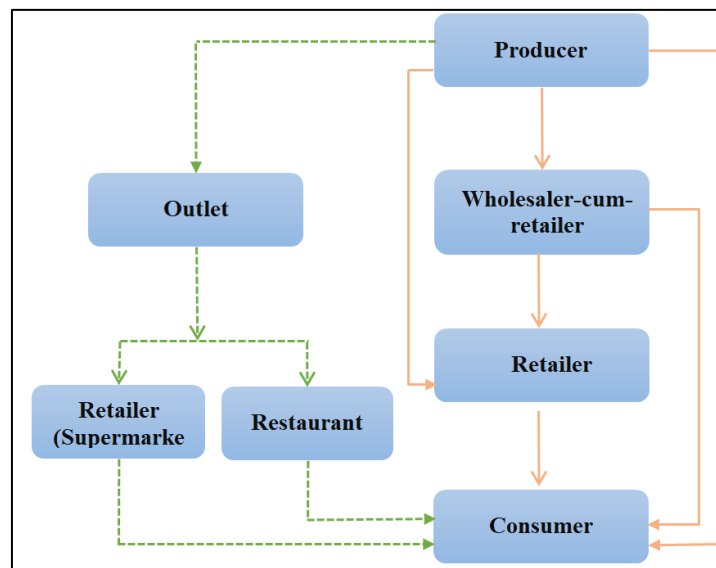 Producer
Outlet
Wholesaler-cum-
retailer
Retailer
Retailer
(Supermarke
Restaurant
Consumer